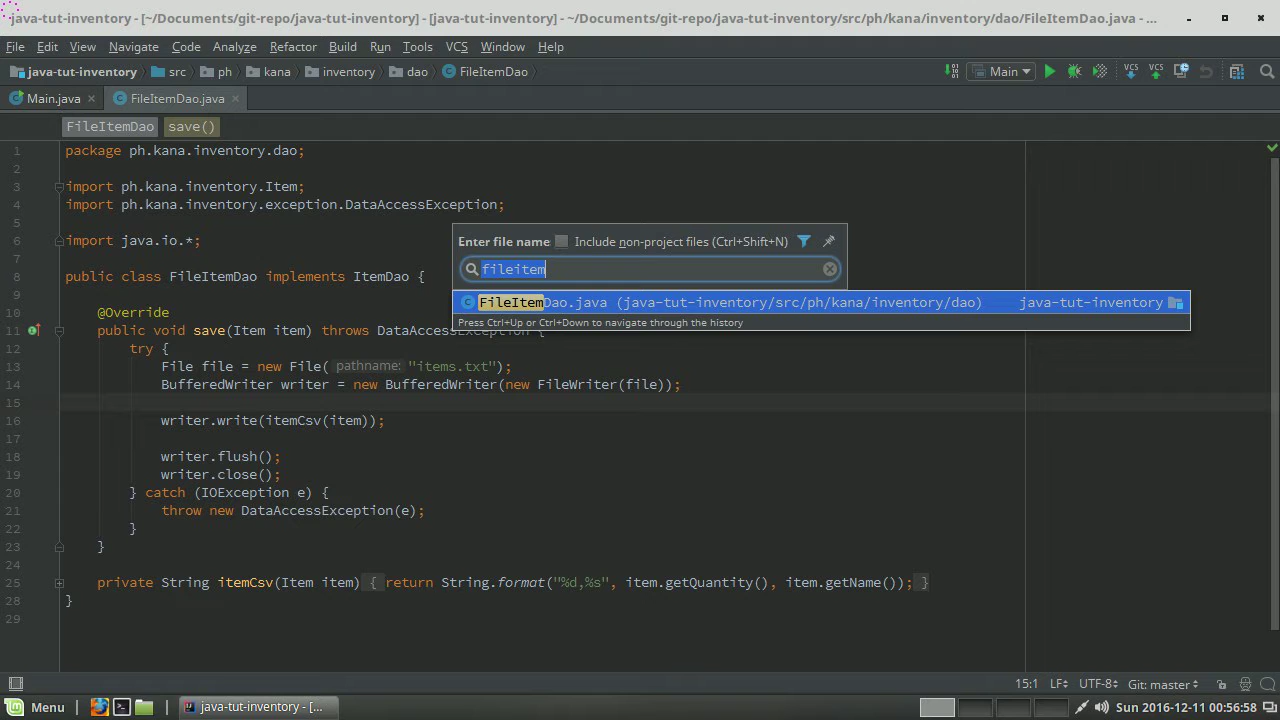 java-tut-inventory - [~/Documents/git-repo/java-tut-inventory] - [java-tut-inventory] - ~/Documents/git-repo/java-tut-inventory/src/ph/kana/inventory/dao/FileItemDao.java - ...
File Edit View Navigate Code Analyze Refactor Build Run Tools VCS Window Help
java-tut-inventory src ph kana inventory dao FileItemDao Main VCS VCS
Main.java FileItemDao.java
FileItemDao save()
1 package ph.kana.inventory.dao;
2
3 import ph.kana.inventory.Item;
4 import ph.kana.inventory.exception.DataAccessException;
5
6 import java.io.*;
7
8 public class FileItemDao implements ItemDao {
9
10 @Override
11 public void save(Item item) throws DataAccessException {
12 try {
13 File file = new File( pathname: "items.txt");
14 BufferedWriter writer = new BufferedWriter(new FileWriter(file));
15
16 writer.write(itemCsv(item));
17
18 writer.flush();
19 writer.close();
20 } catch (IOException e) {
21 throw new DataAccessException(e);
22 }
23 }
24
25 private String itemCsv(Item item) { return String.format("%d,%s", item.getQuantity(), item.getName()); }
28 }
29
Enter file name Include non-project files (Ctrl+Shift+N)
fileitem
FileItemDao.java (java-tut-inventory/src/ph/kana/inventory/dao) java-tut-inventory
Press Ctrl+Up or Ctrl+Down to navigate through the history
15:1 LF UTF-8 Git: master
Menu java-tut-inventory - [... Sun 2016-12-11 00:56:58